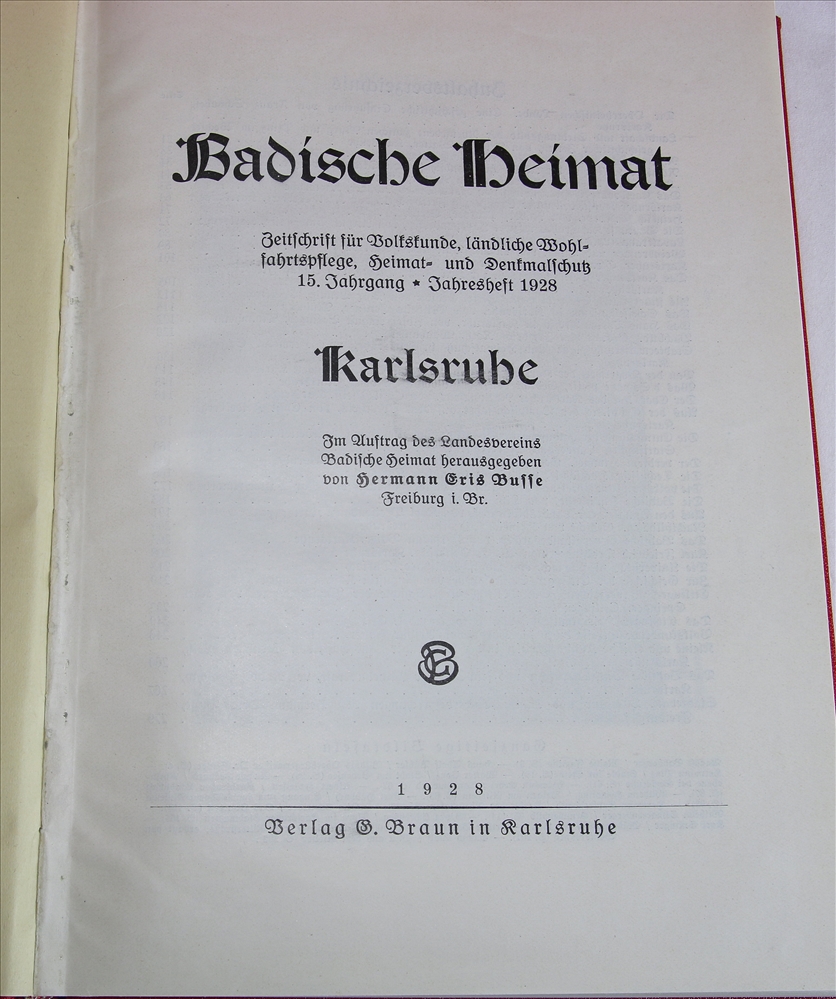 Badische Heimat
Zeitschrift für Volkskunde, ländliche Wohl-
fahrtspflege, Heimat- und Denkmalschutz
15. Jahrgang * Jahresheft 1928
Karlsruhe
Im Auftrag des Landesvereins
Badische Heimat herausgegeben
von Hermann Eris Busse
Freiburg i. Br.
1928
Verlag G. Braun in Karlsruhe